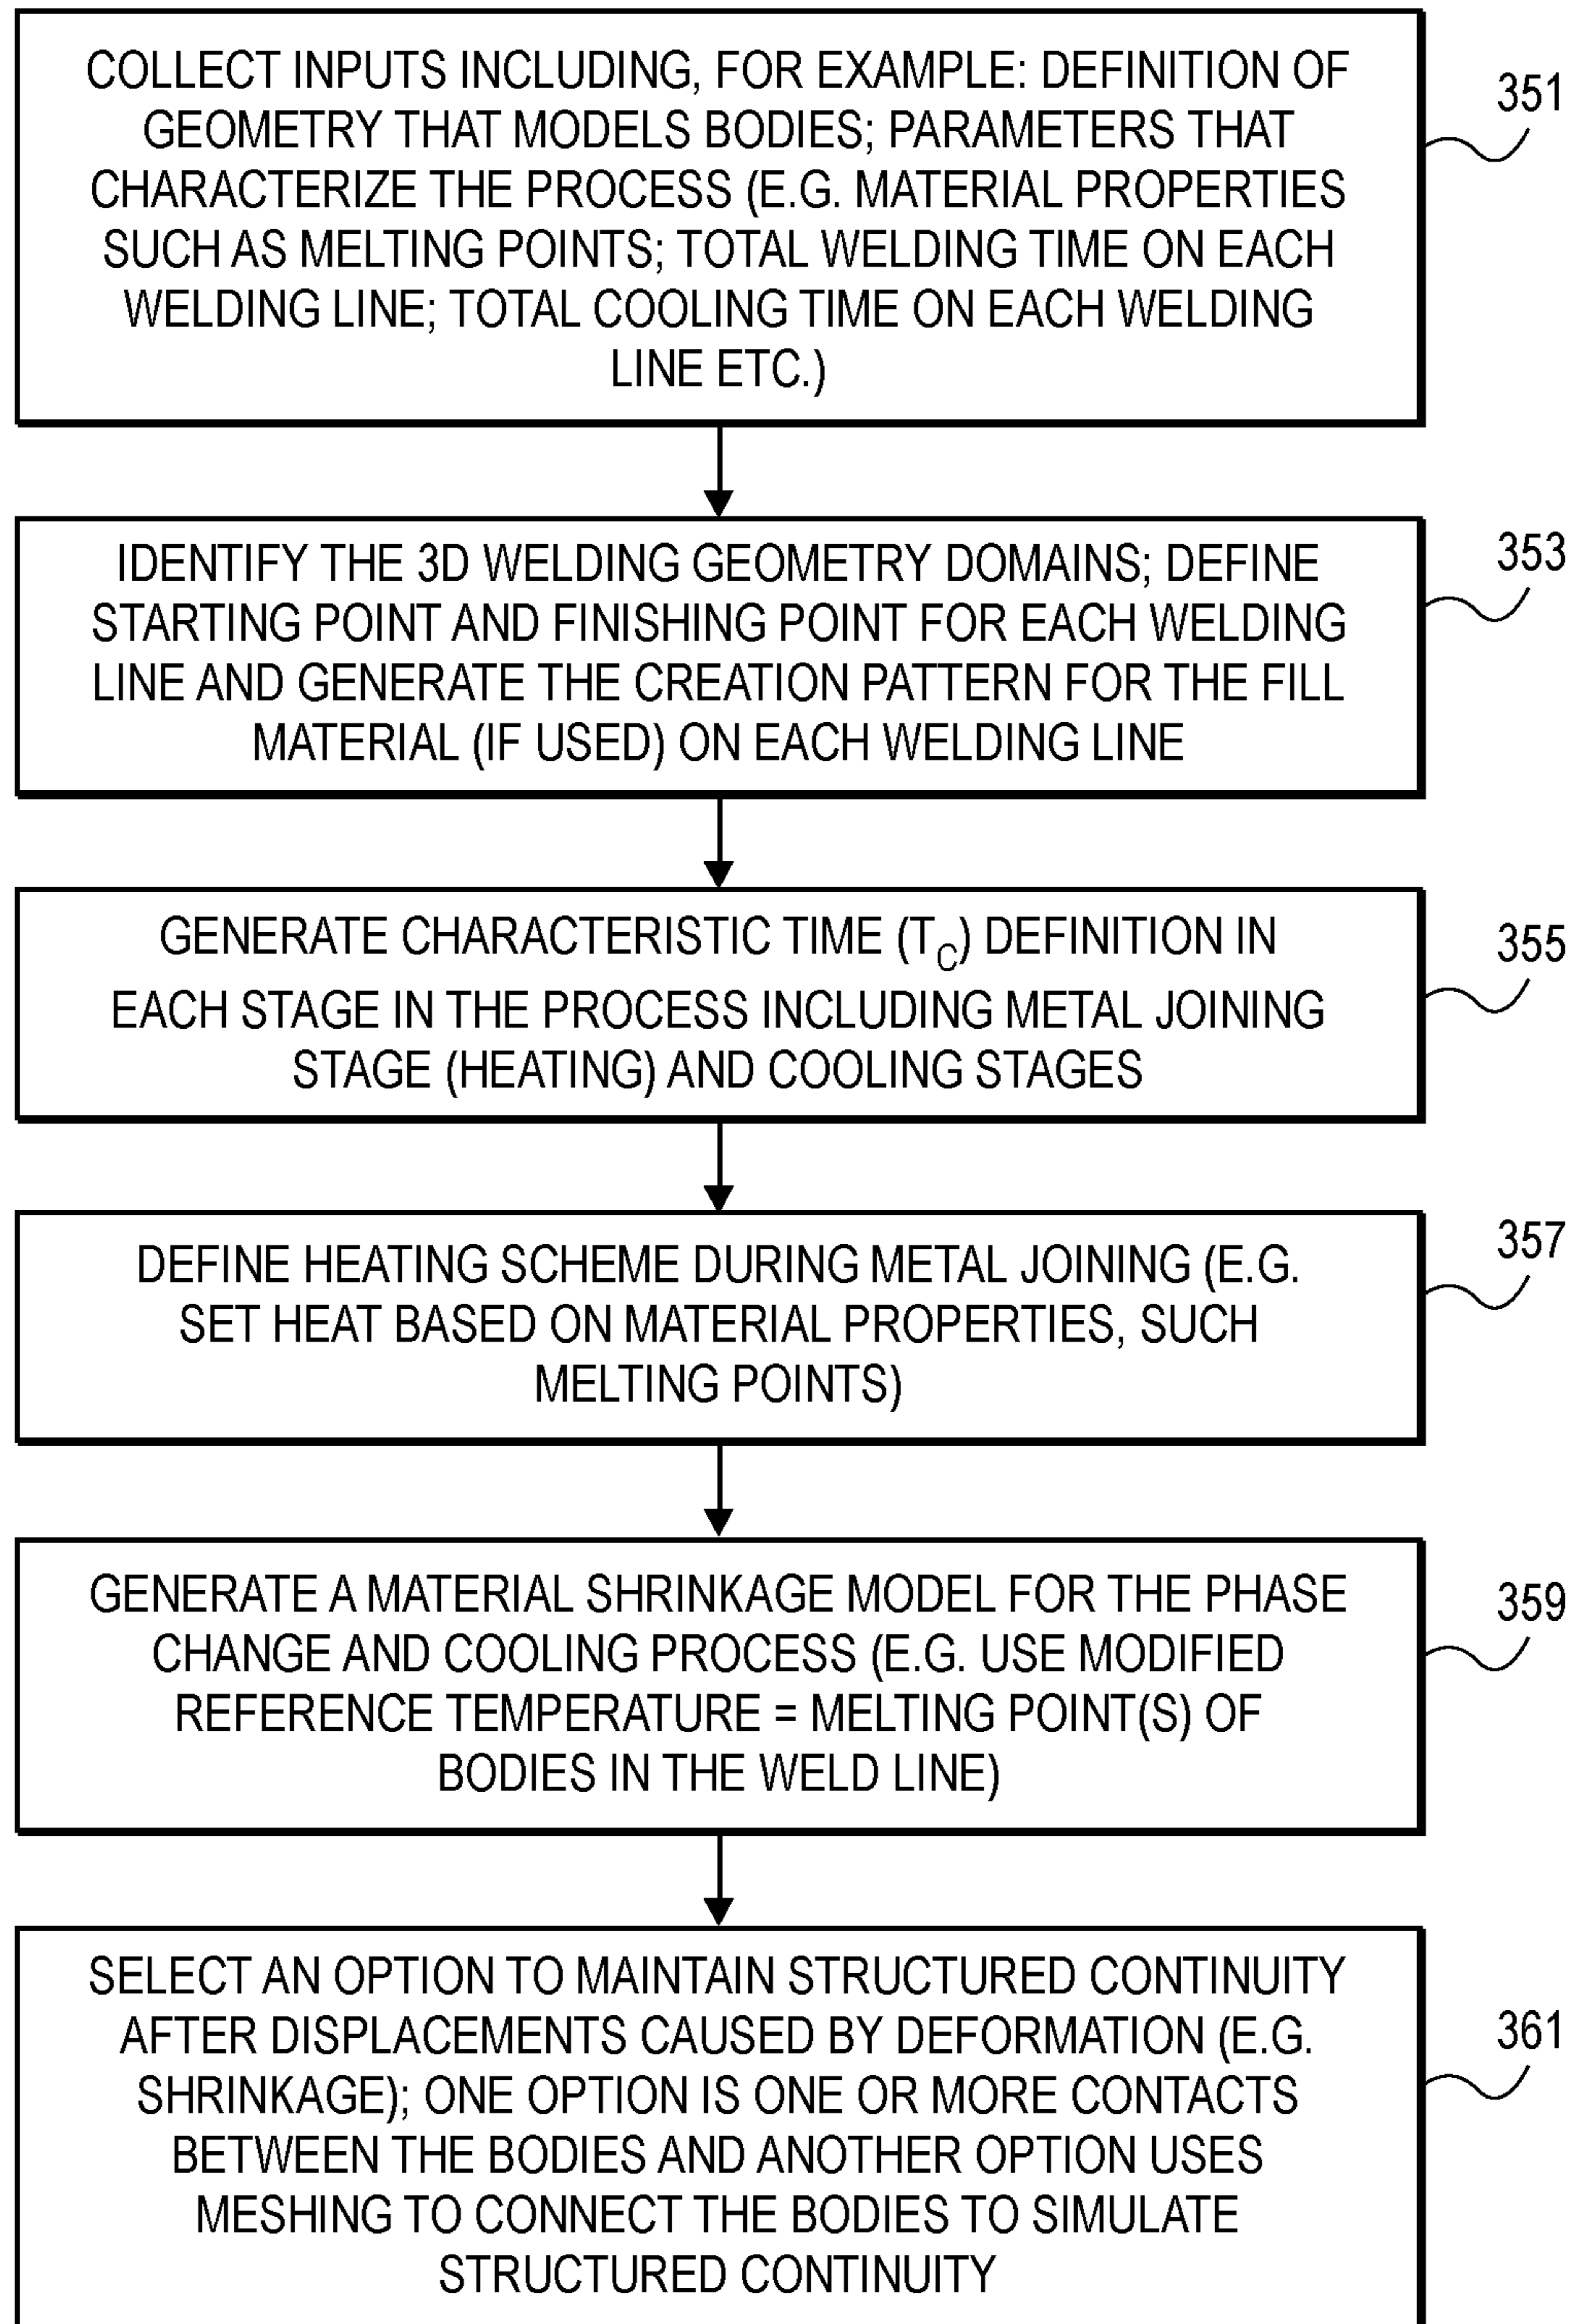 COLLECT INPUTS INCLUDING, FOR EXAMPLE: DEFINITION OF
GEOMETRY THAT MODELS BODIES; PARAMETERS THAT
CHARACTERIZE THE PROCESS (E.G. MATERIAL PROPERTIES
SUCH AS MELTING POINTS; TOTAL WELDING TIME ON EACH
WELDING LINE; TOTAL COOLING TIME ON EACH WELDING
LINE ETC.)
351
IDENTIFY THE 3D WELDING GEOMETRY DOMAINS; DEFINE
STARTING POINT AND FINISHING POINT FOR EACH WELDING
LINE AND GENERATE THE CREATION PATTERN FOR THE FILL
MATERIAL (IF USED) ON EACH WELDING LINE
353
GENERATE CHARACTERISTIC TIME (TC) DEFINITION IN
EACH STAGE IN THE PROCESS INCLUDING METAL JOINING
STAGE (HEATING) AND COOLING STAGES
355
DEFINE HEATING SCHEME DURING METAL JOINING (E.G.
SET HEAT BASED ON MATERIAL PROPERTIES, SUCH
MELTING POINTS)
357
GENERATE A MATERIAL SHRINKAGE MODEL FOR THE PHASE
CHANGE AND COOLING PROCESS (E.G. USE MODIFIED
REFERENCE TEMPERATURE = MELTING POINT(S) OF
BODIES IN THE WELD LINE)
359
SELECT AN OPTION TO MAINTAIN STRUCTURED CONTINUITY
AFTER DISPLACEMENTS CAUSED BY DEFORMATION (E.G.
SHRINKAGE); ONE OPTION IS ONE OR MORE CONTACTS
BETWEEN THE BODIES AND ANOTHER OPTION USES
MESHING TO CONNECT THE BODIES TO SIMULATE
STRUCTURED CONTINUITY
361